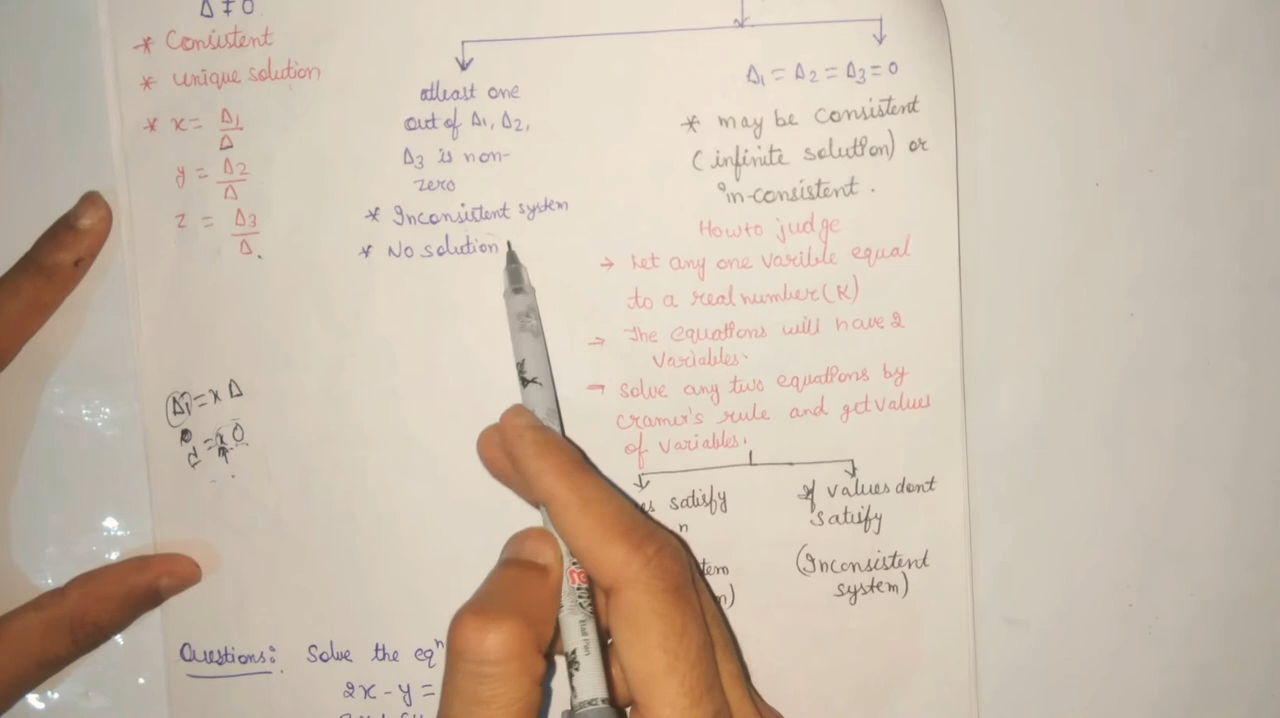 Δ ≠ 0
* Consistent
* unique solution
* x = Δ1/Δ
y = Δ2/Δ
z = Δ3/Δ.
atleast one
out of Δ1, Δ2,
Δ3 is non-
zero
* Inconsistent system
* No solution
Δ1 = Δ2 = Δ3 = 0
* may be consistent
(infinite solution) or
in-consistent.
How to judge
→ Let any one varible equal
to a real number (K)
→ The equations will have 2
variables.
→ solve any two equations by
cramer's rule and get values
of variables.
satisfy
If values dont
satisfy
(Inconsistent
system)
Δ1 = x Δ
Questions: Solve the eqn
2x - y =